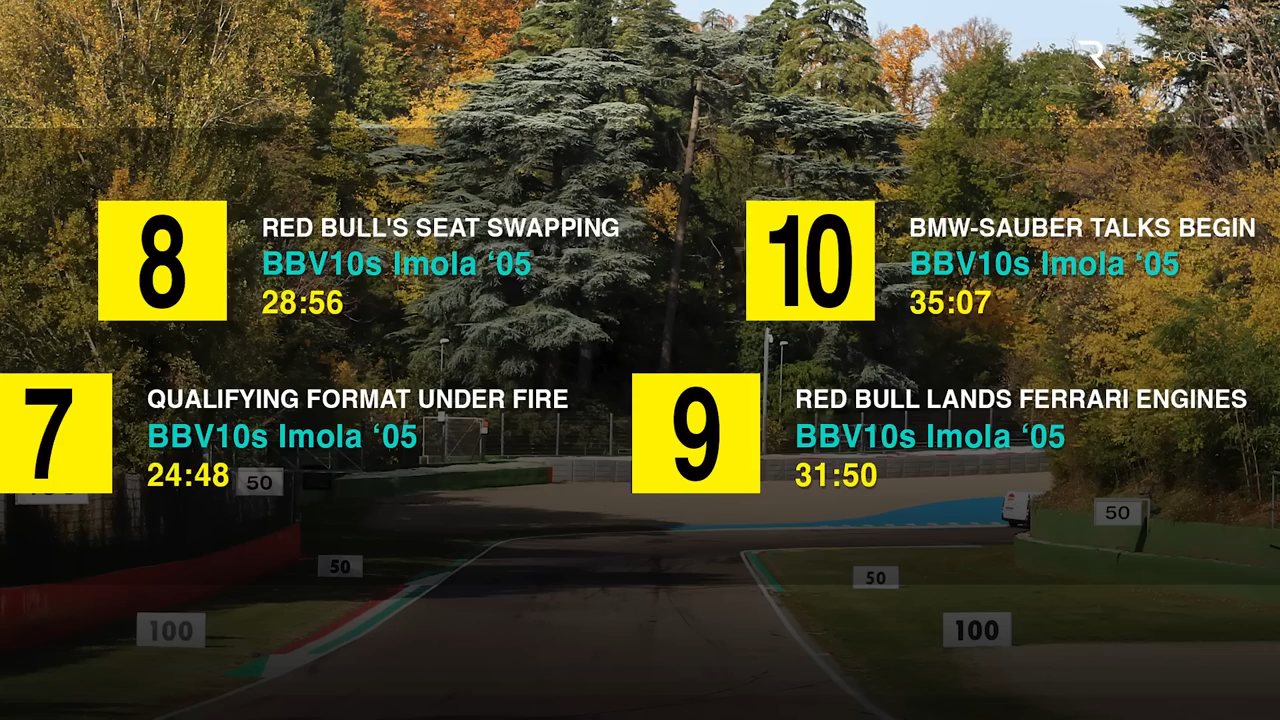 THE RACE
8
RED BULL'S SEAT SWAPPING
BBV10s Imola ‘05
28:56
10
BMW-SAUBER TALKS BEGIN
BBV10s Imola ‘05
35:07
7
QUALIFYING FORMAT UNDER FIRE
BBV10s Imola ‘05
24:48
9
RED BULL LANDS FERRARI ENGINES
BBV10s Imola ‘05
31:50
50
50
50
50
100
100